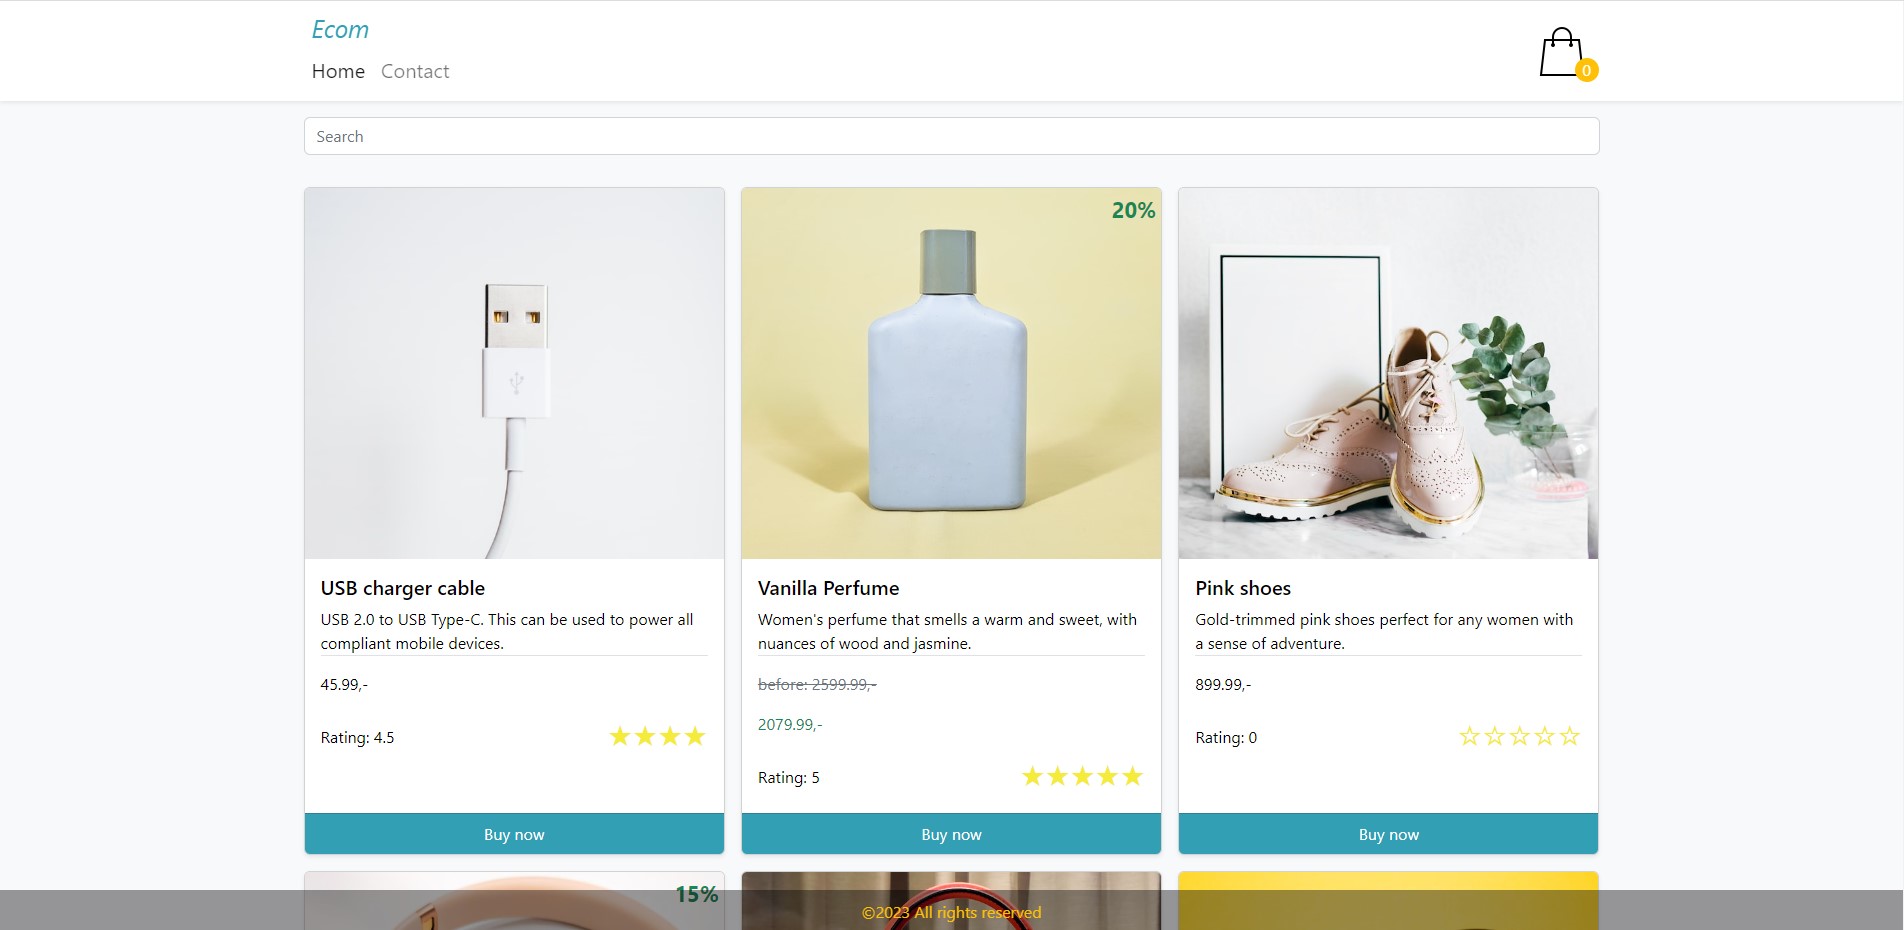 Ecom
Home Contact
0
Search
20%
USB charger cable
USB 2.0 to USB Type-C. This can be used to power all
compliant mobile devices.
45.99,-
Rating: 4.5
Buy now
Vanilla Perfume
Women's perfume that smells a warm and sweet, with
nuances of wood and jasmine.
before: 2599.99,-
2079.99,-
Rating: 5
Buy now
Pink shoes
Gold-trimmed pink shoes perfect for any women with
a sense of adventure.
899.99,-
Rating: 0
Buy now
15%
©2023 All rights reserved